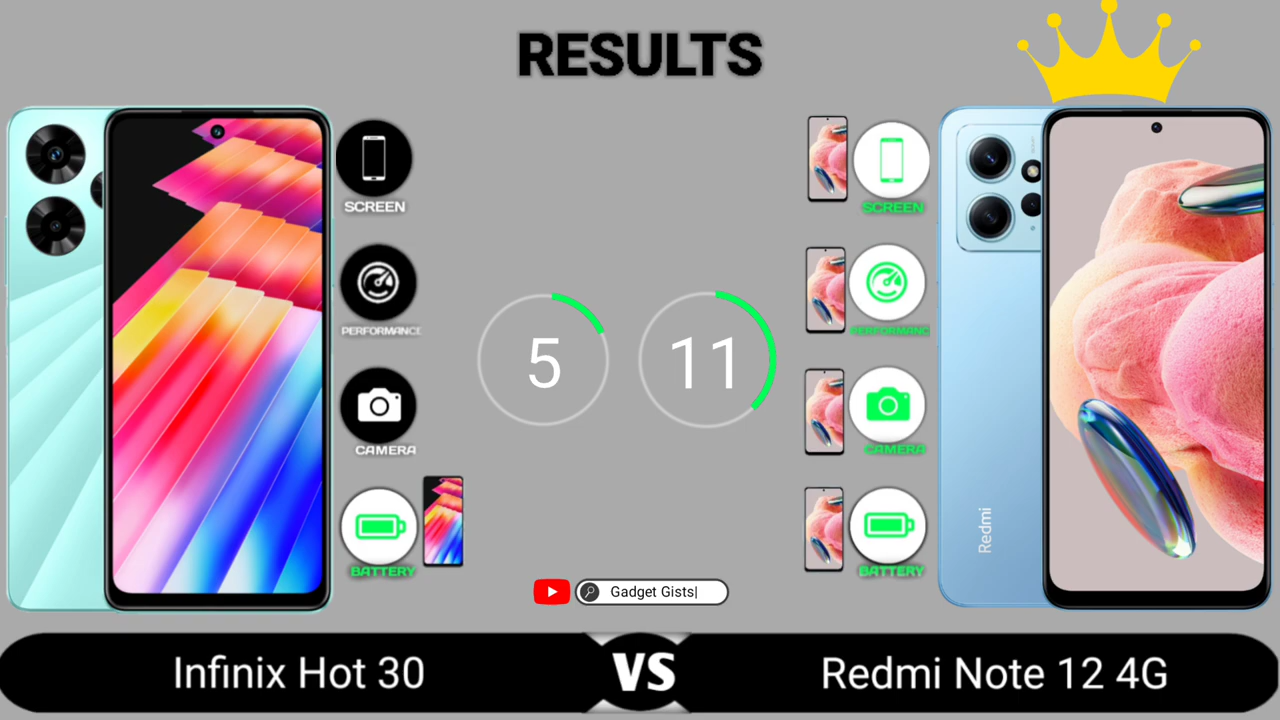 RESULTS
SCREEN
PERFORMANCE
CAMERA
BATTERY
5
11
SCREEN
PERFORMANC
CAMERA
BATTERY
Redmi
Gadget Gists|
Infinix Hot 30
VS
Redmi Note 12 4G